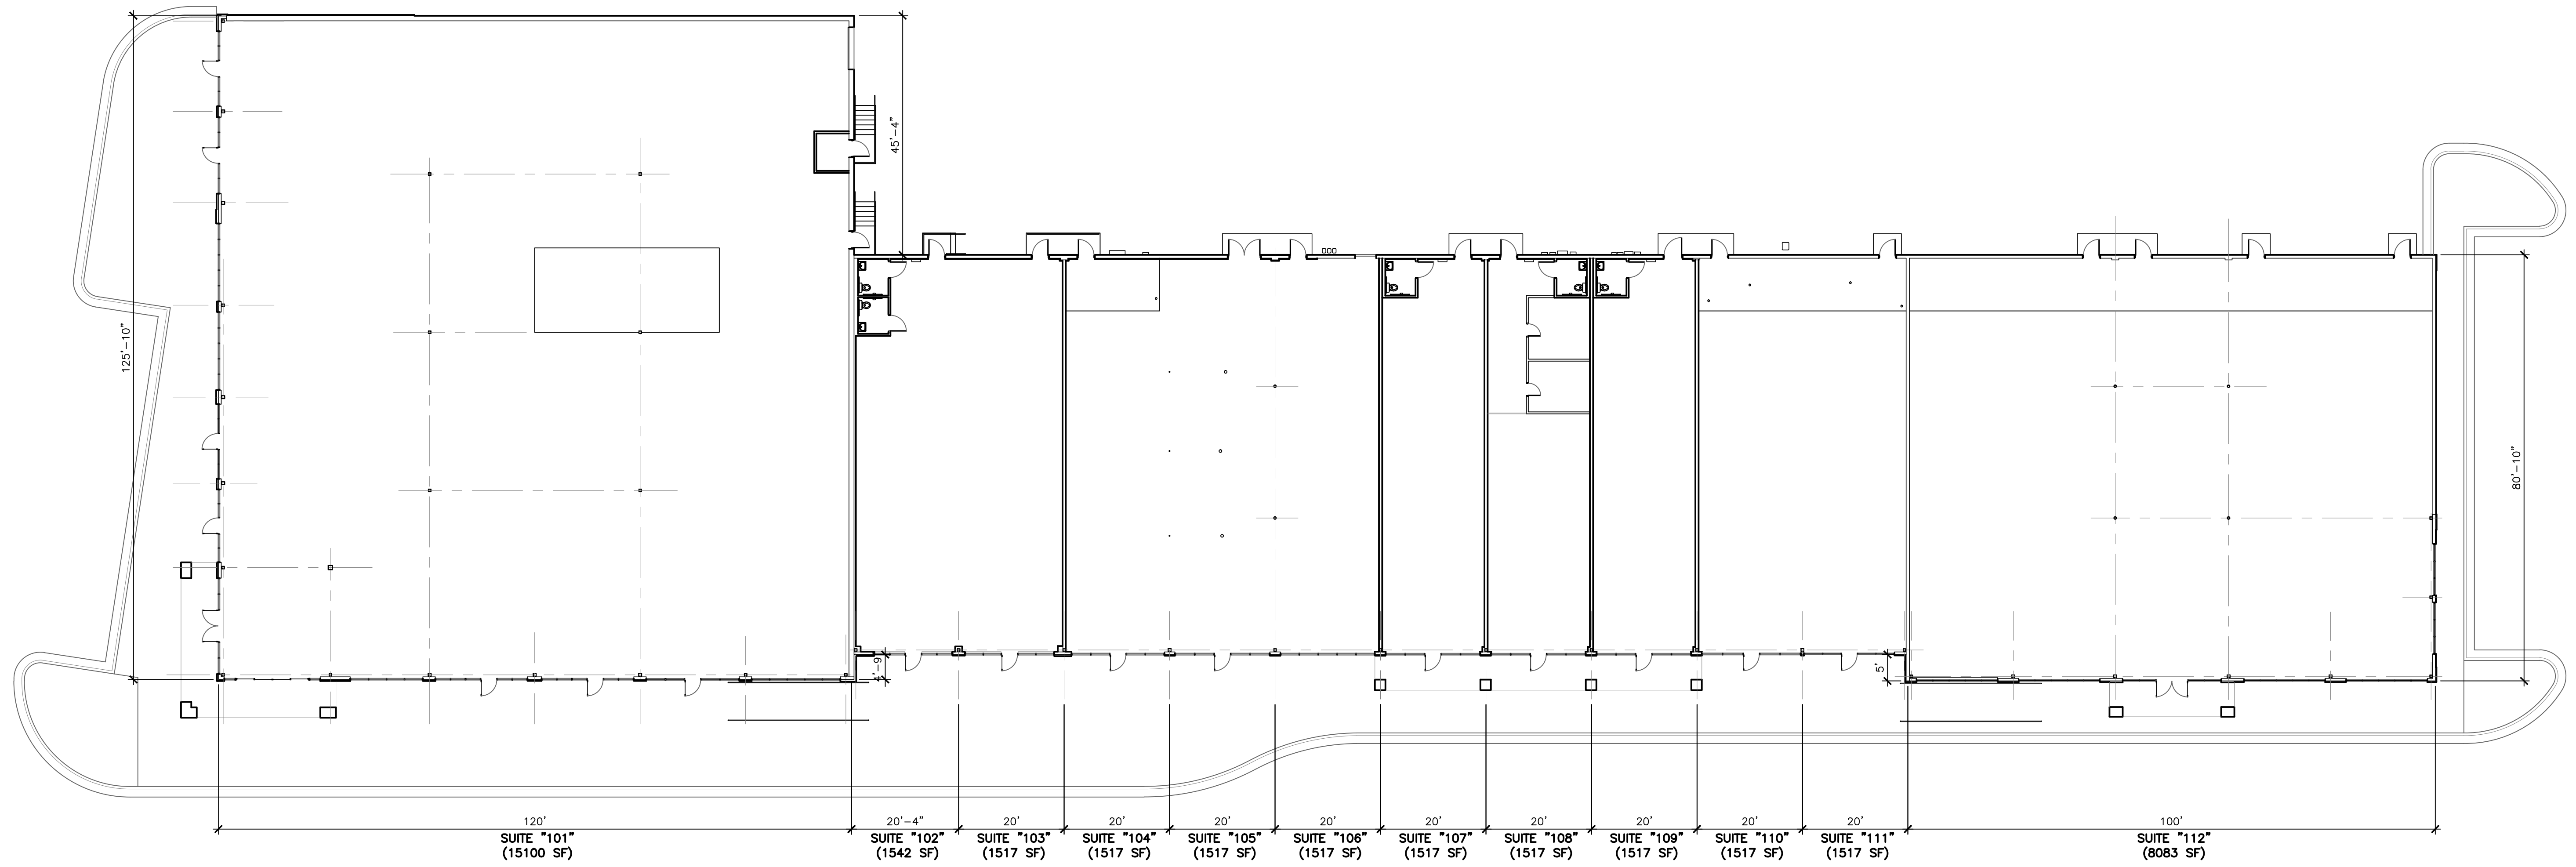 125'-10"
45'-4"
80'-10"
4'-9
5'
120'
20'-4"
20'
20'
20'
20'
20'
20'
20'
20'
20'
100'
SUITE "101"
(15100 SF)
SUITE "102"
(1542 SF)
SUITE "103"
(1517 SF)
SUITE "104"
(1517 SF)
SUITE "105"
(1517 SF)
SUITE "106"
(1517 SF)
SUITE "107"
(1517 SF)
SUITE "108"
(1517 SF)
SUITE "109"
(1517 SF)
SUITE "110"
(1517 SF)
SUITE "111"
(1517 SF)
SUITE "112"
(8083 SF)